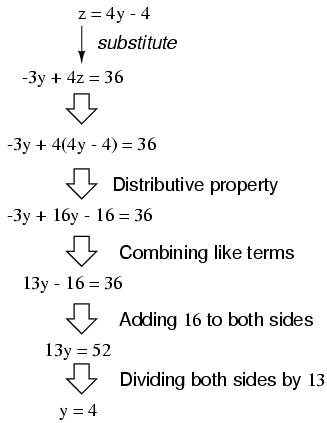 z = 4y - 4
substitute
-3y + 4z = 36
-3y + 4(4y - 4) = 36
Distributive property
-3y + 16y - 16 = 36
Combining like terms
13y - 16 = 36
Adding 16 to both sides
13y = 52
Dividing both sides by 13
y = 4